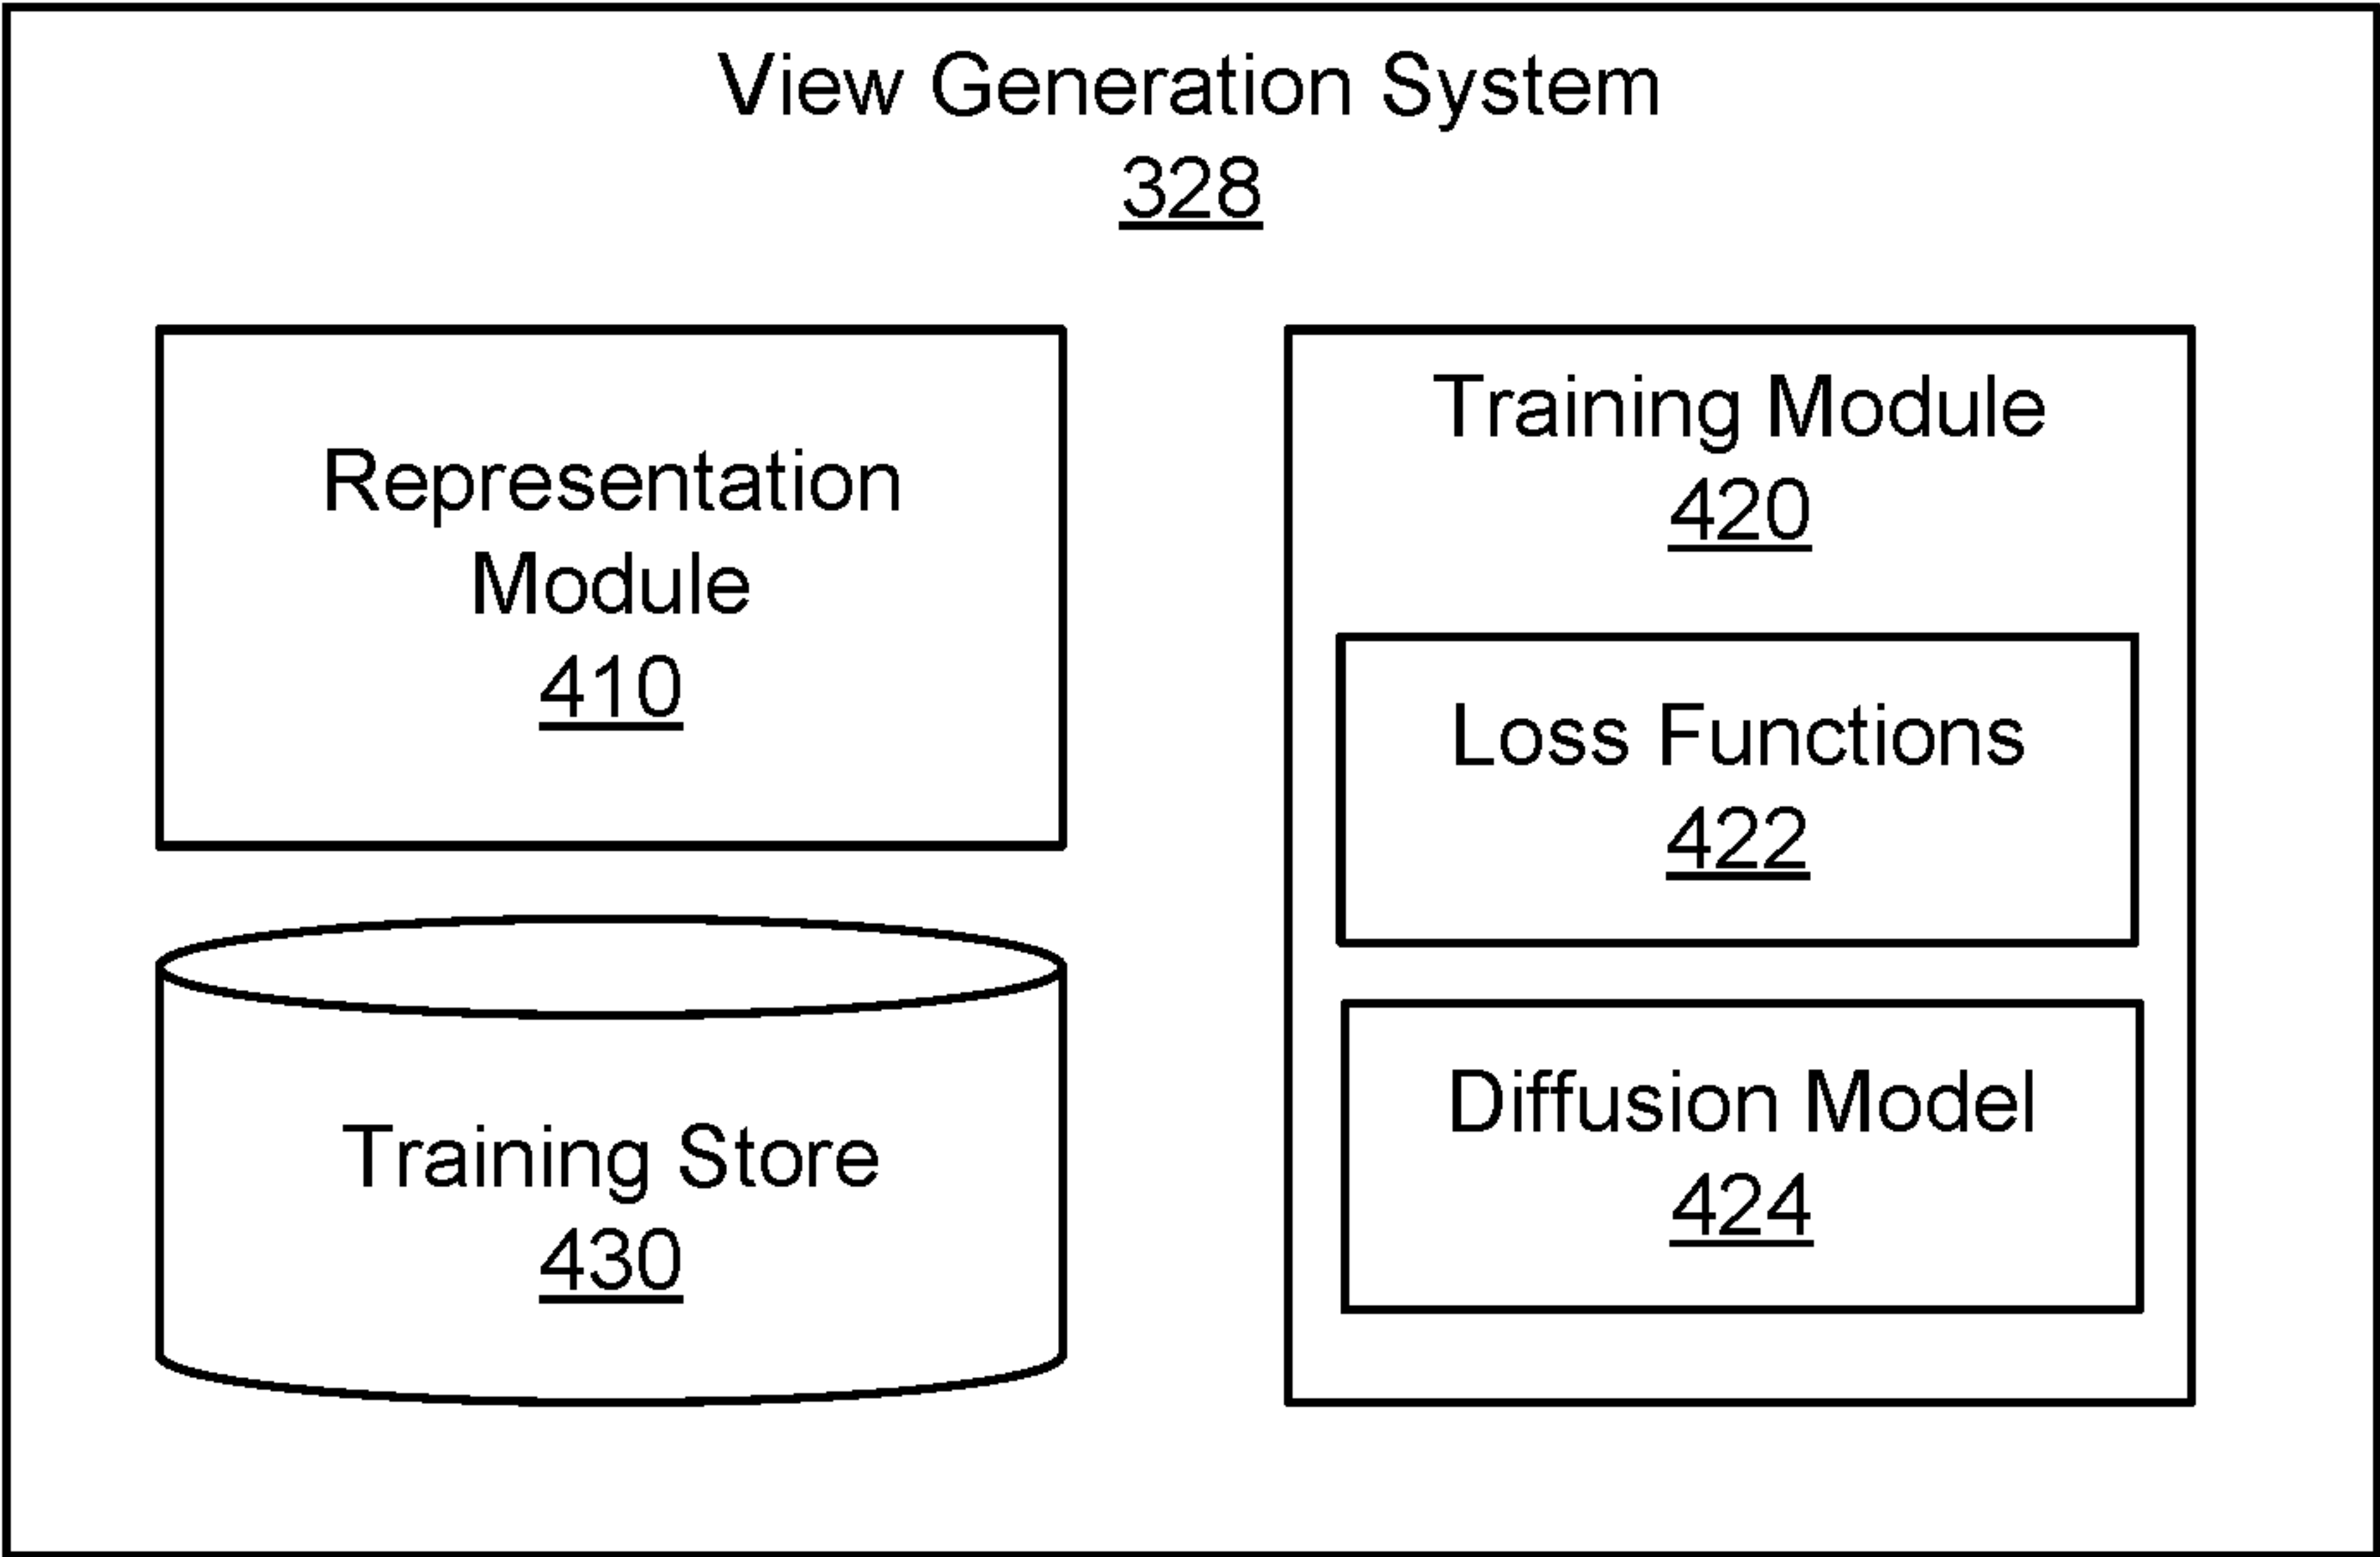 View Generation System
328
Representation
Module
410
Training Store
430
Training Module
420
Loss Functions
422
Diffusion Model
424